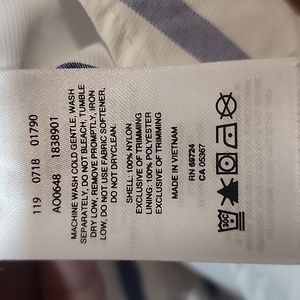 119 0718 01790
AO0648 1838901
MACHINE WASH COLD GENTLE, WASH
SEPARATELY, DO NOT BLEACH, TUMBLE
DRY LOW, REMOVE PROMPTLY, IRON
LOW, DO NOT USE FABRIC SOFTENER,
DO NOT DRYCLEAN.
SHELL: 100% NYLON
EXCLUSIVE OF TRIMMING
LINING: 100% POLYESTER
EXCLUSIVE OF TRIMMING
MADE IN VIETNAM
RN 69724
CA 05367